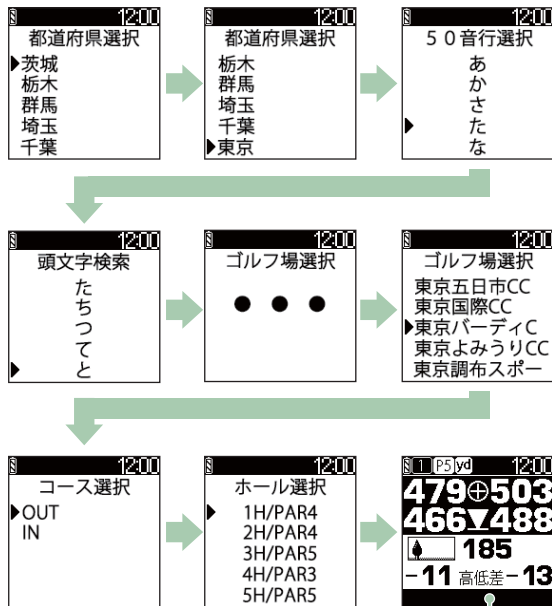 12:00
都道府県選択
▶茨城
栃木
群馬
埼玉
千葉
12:00
都道府県選択
栃木
群馬
埼玉
千葉
▶東京
12:00
50音行選択
あ
か
さ
▶ た
な
12:00
頭文字検索
た
ち
つ
て
▶ と
12:00
ゴルフ場選択
● ● ●
12:00
ゴルフ場選択
東京五日市CC
東京国際CC
▶東京バーディC
東京よみうりCC
東京調布スポー
12:00
コース選択
▶OUT
IN
12:00
ホール選択
▶ 1H/PAR4
2H/PAR4
3H/PAR5
4H/PAR3
5H/PAR5
1 P5 yd 12:00
479 503
466 488
185
-11 高低差 -13